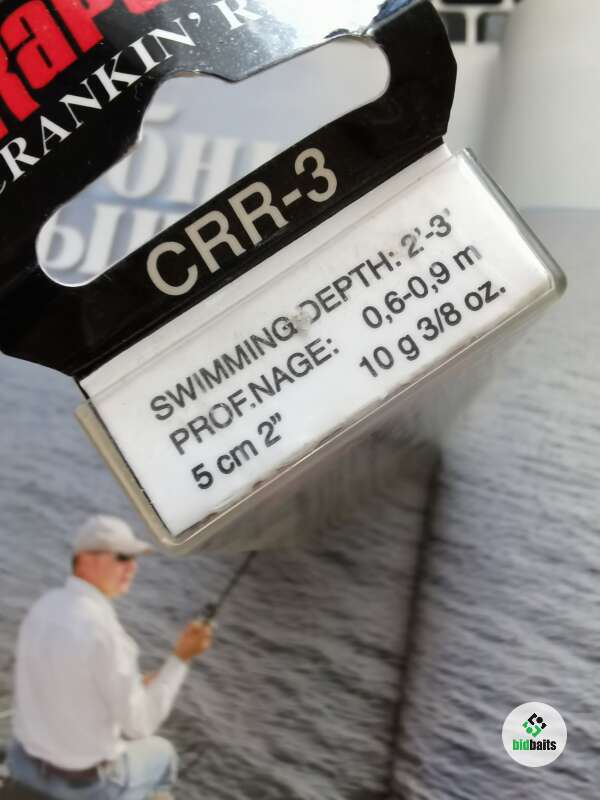 CRANKIN' R
CRR-3
SWIMMING DEPTH: 2'-3'
PROF.NAGE: 0,6-0,9 m
5 cm 2" 10 g 3/8 oz.
bidbaits